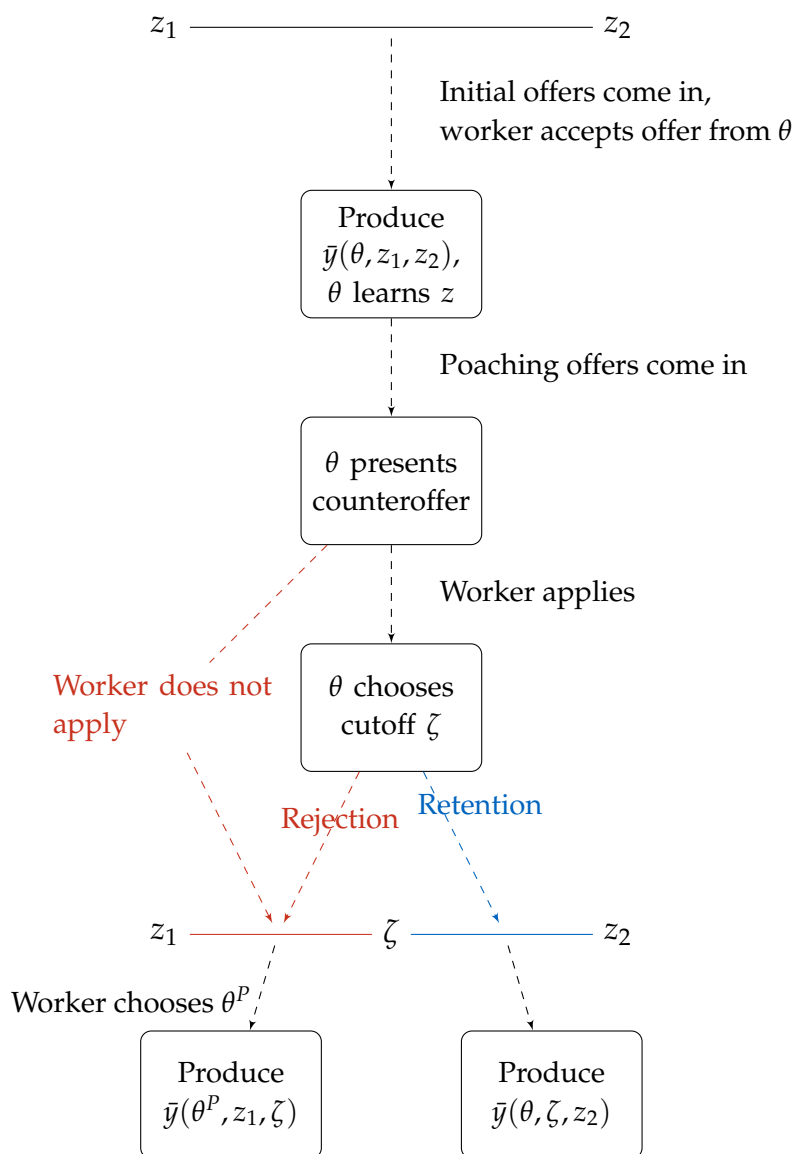 z₁ z₂
Initial offers come in,
worker accepts offer from θ
Produce
ȳ(θ, z₁, z₂),
θ learns z
Poaching offers come in
θ presents
counteroffer
Worker applies
Worker does not
apply
θ chooses
cutoff ζ
Rejection
Retention
z₁ ζ z₂
Worker chooses θᴾ
Produce
ȳ(θᴾ, z₁, ζ)
Produce
ȳ(θ, ζ, z₂)